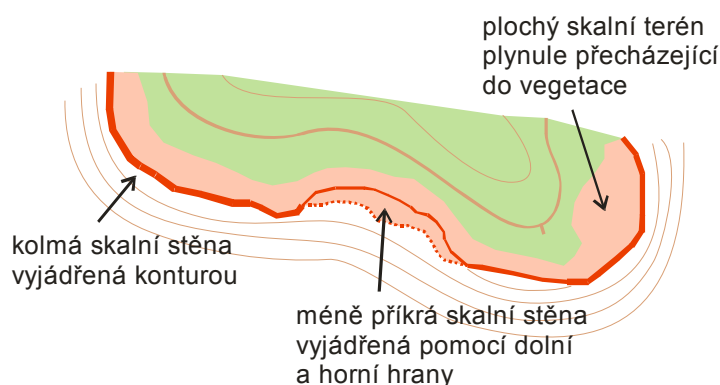 plochý skalní terén
plynule přecházející
do vegetace
kolmá skalní stěna
vyjádřená konturou
méně příkrá skalní stěna
vyjádřená pomocí dolní
a horní hrany